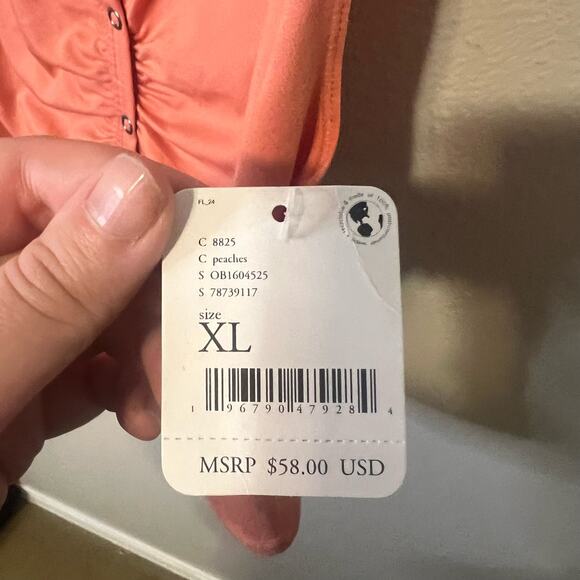 FL_24
C 8825
C peaches
S OB1604525
S 78739117
size
XL
1 96790 47928 4
MSRP $58.00 USD